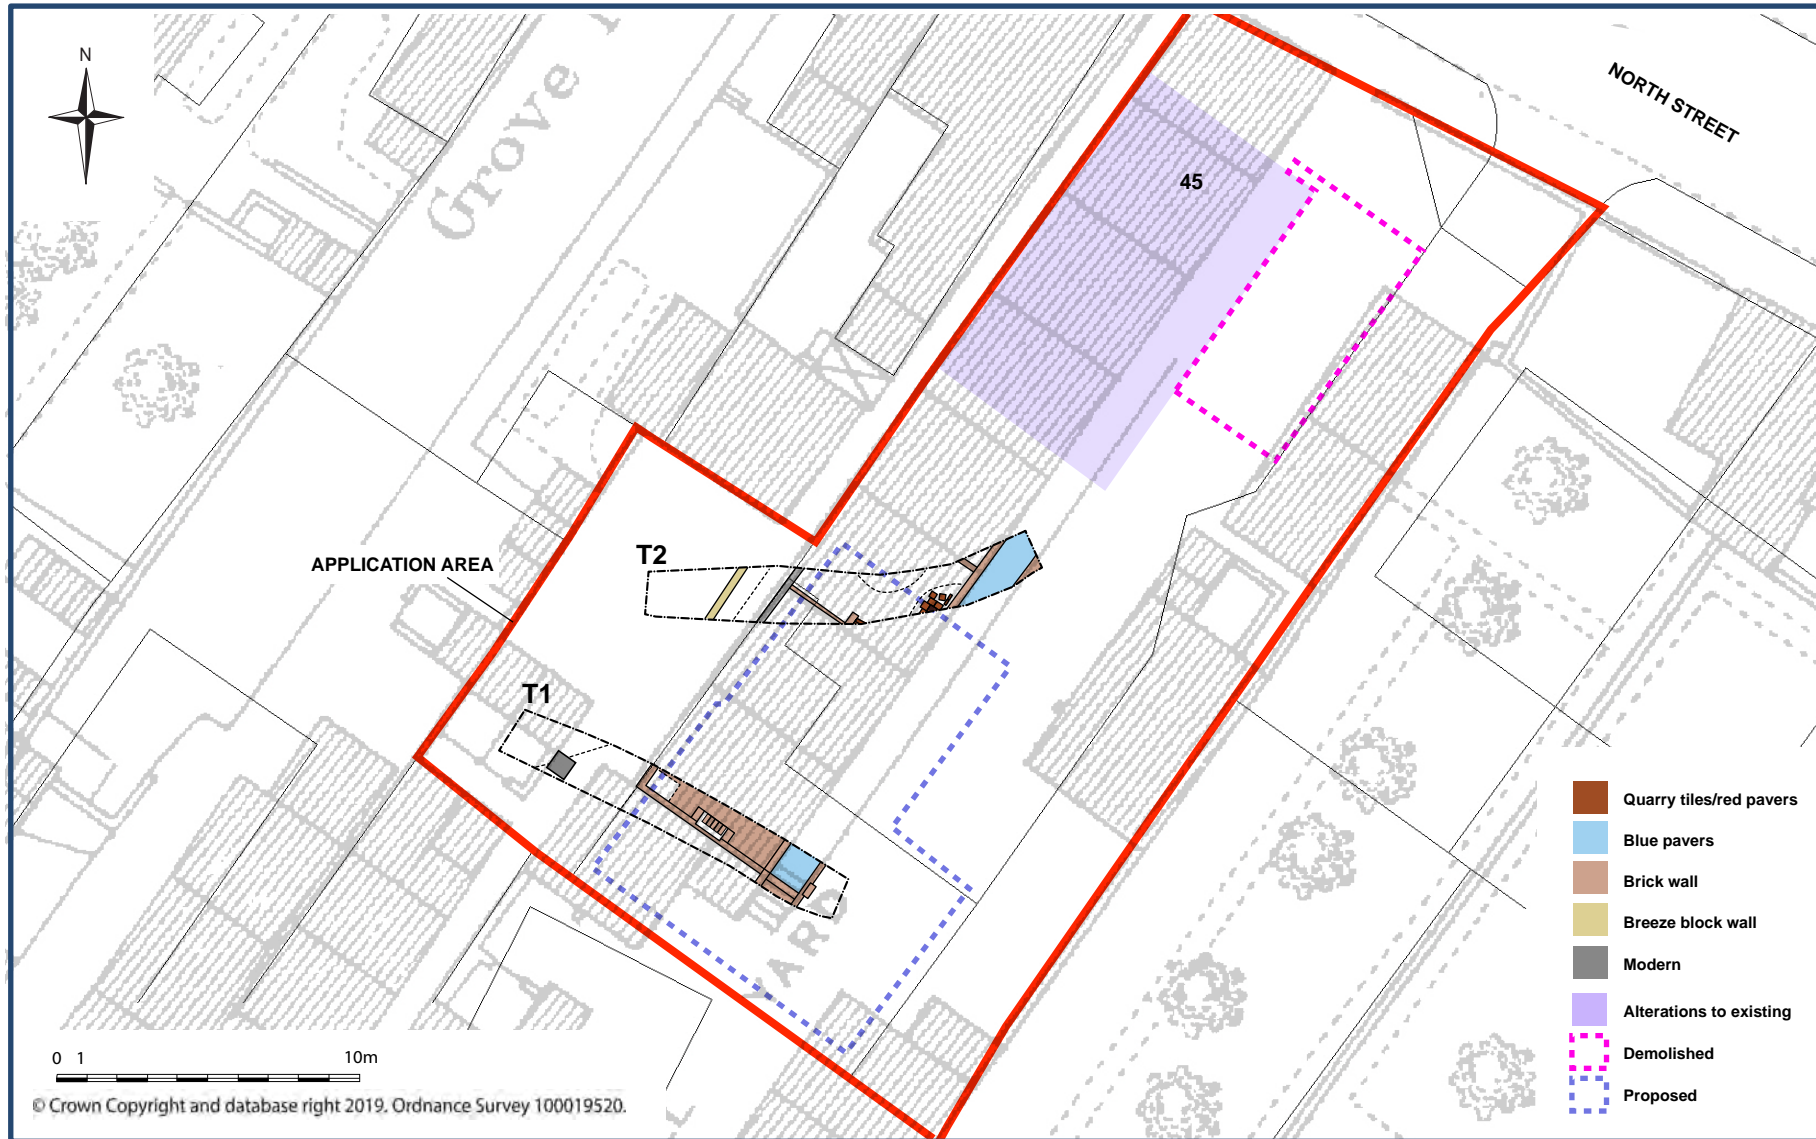 N
Grove
NORTH STREET
45
APPLICATION AREA
T2
T1
YARD
Quarry tiles/red pavers
Blue pavers
Brick wall
Breeze block wall
Modern
Alterations to existing
Demolished
Proposed
0 1 10m
© Crown Copyright and database right 2019. Ordnance Survey 100019520.